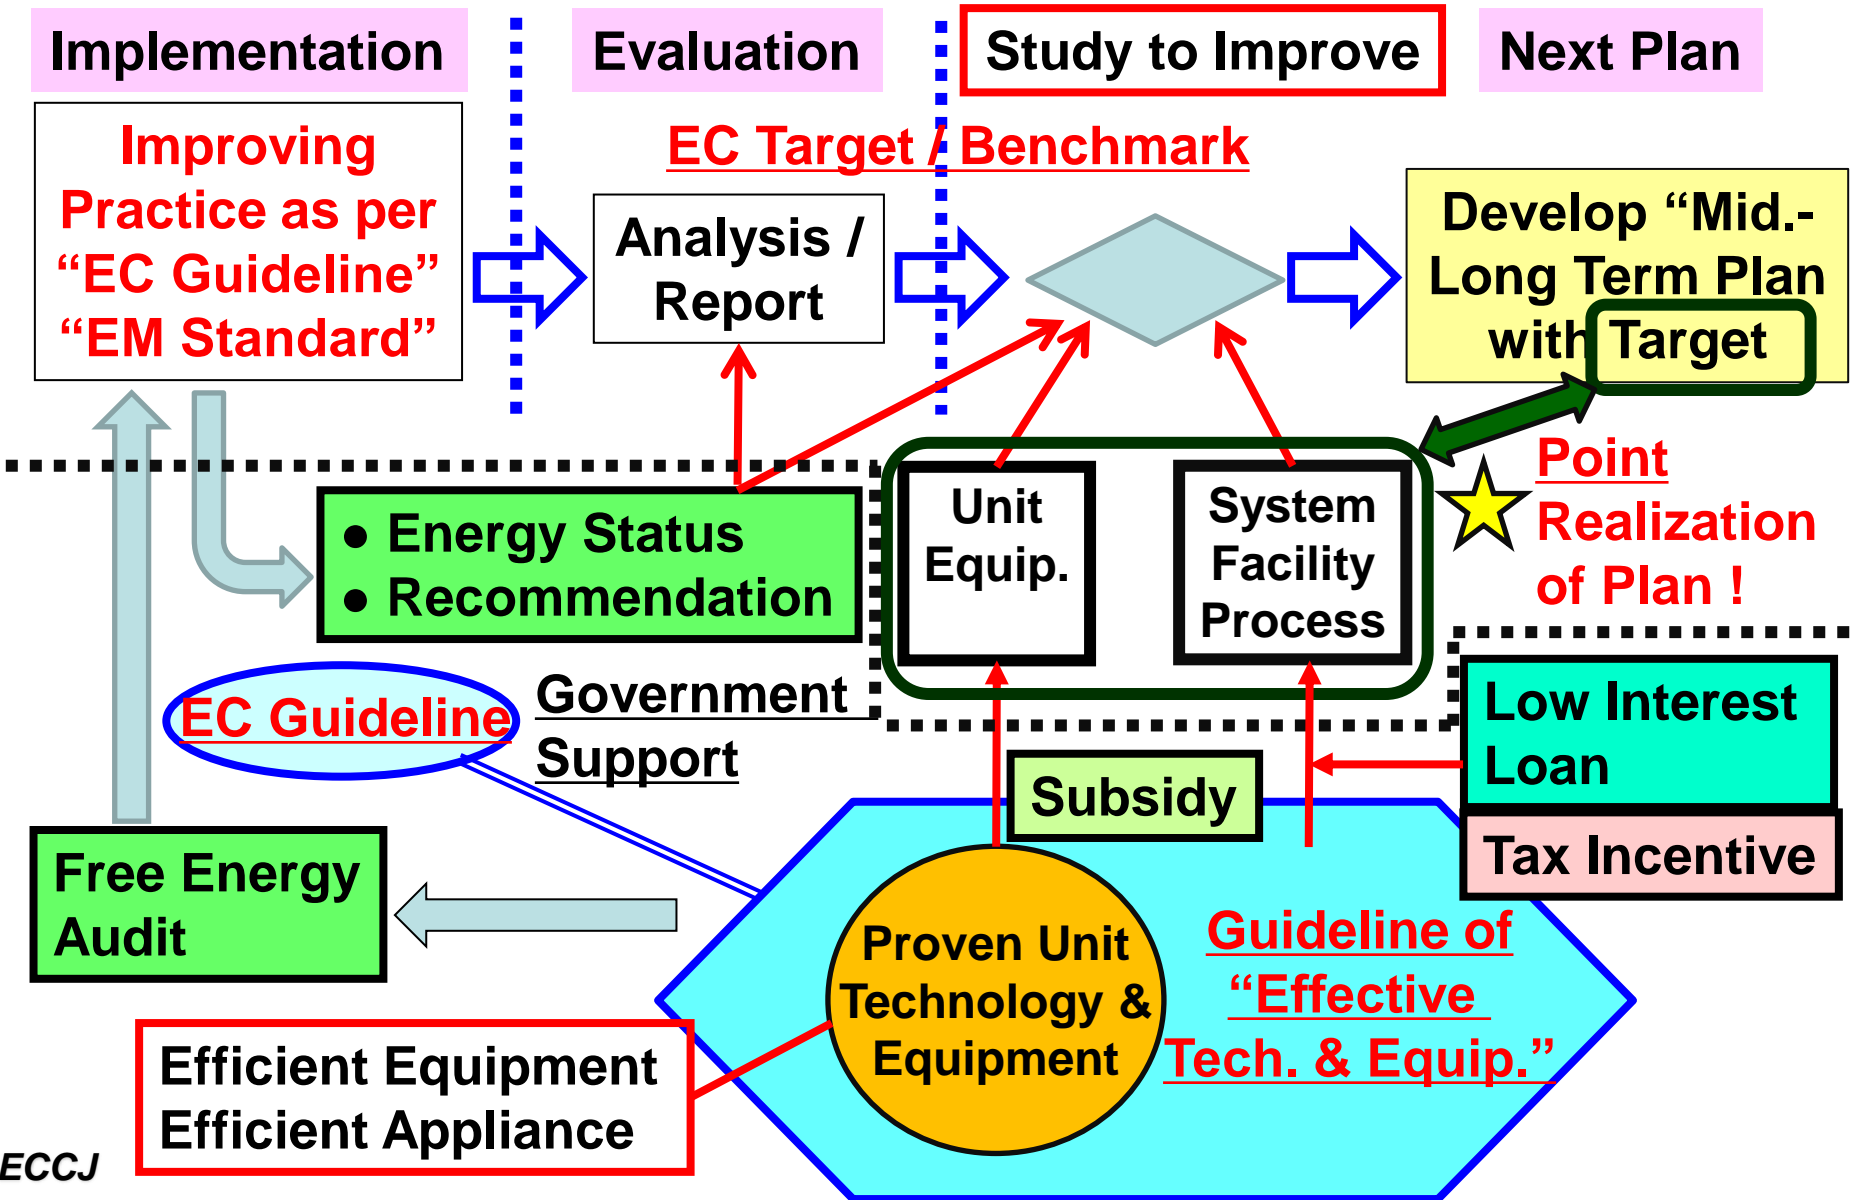 Implementation
Evaluation
Study to Improve
Next Plan
Improving
Practice as per
“EC Guideline”
“EM Standard”
EC Target / Benchmark
Analysis /
Report
Develop “Mid.-
Long Term Plan
with Target
Point
Realization
of Plan !
● Energy Status
● Recommendation
Unit
Equip.
System
Facility
Process
EC Guideline
Government
Support
Low Interest
Loan
Subsidy
Tax Incentive
Free Energy
Audit
Proven Unit
Technology &
Equipment
Guideline of
“Effective
Tech. & Equip.”
Efficient Equipment
Efficient Appliance
ECCJ